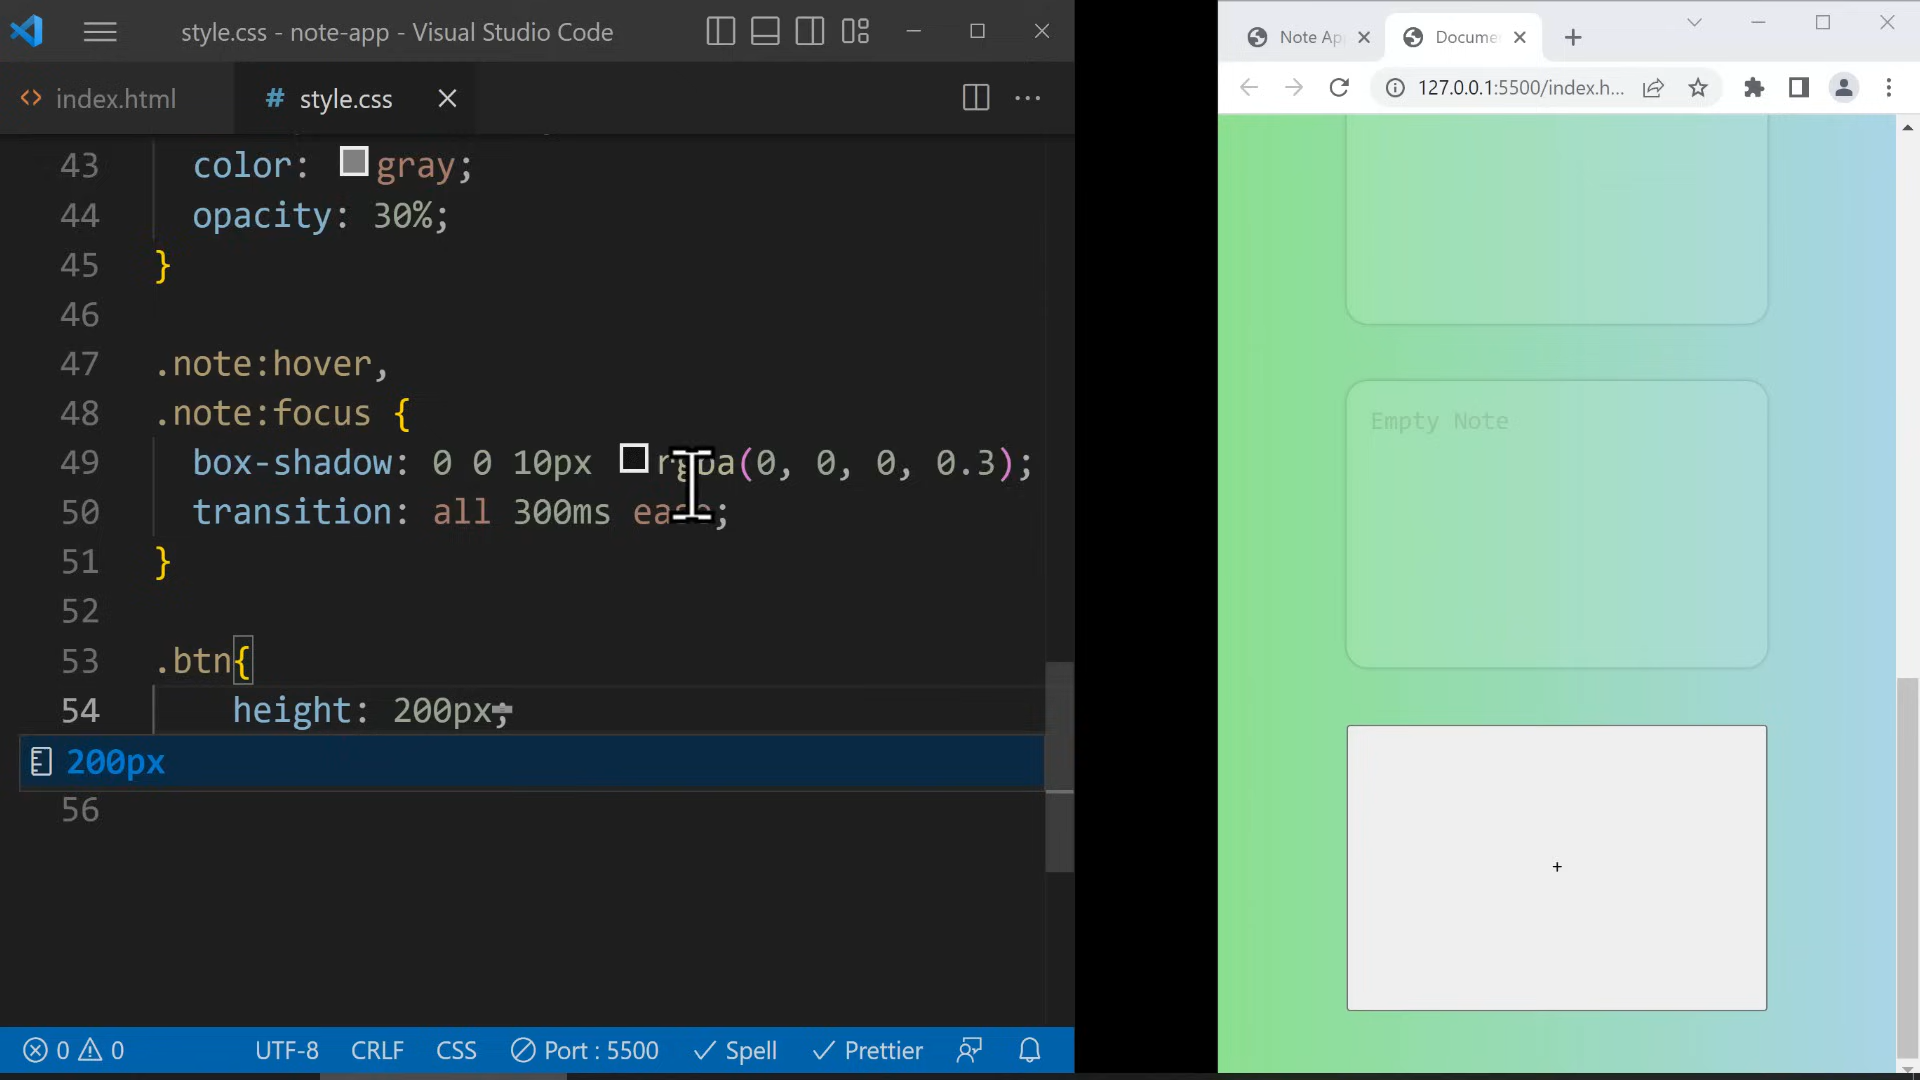 style.css - note-app - Visual Studio Code
index.html
# style.css
43 color: gray;
44 opacity: 30%;
45 }
46
47 .note:hover,
48 .note:focus {
49 box-shadow: 0 0 10px rgba(0, 0, 0, 0.3);
50 transition: all 300ms ease;
51 }
52
53 .btn{
54 height: 200px;
200px
56
0 0 UTF-8 CRLF CSS Port : 5500 Spell Prettier
Note Ap
Docume
127.0.0.1:5500/index.h...
Empty Note
+